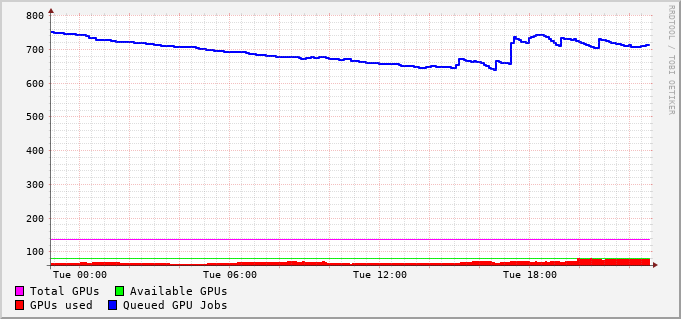 800
700
600
500
400
300
200
100
Tue 00:00 Tue 06:00 Tue 12:00 Tue 18:00
Total GPUs Available GPUs
GPUs used Queued GPU Jobs
RRDTOOL / TOBI OETIKER